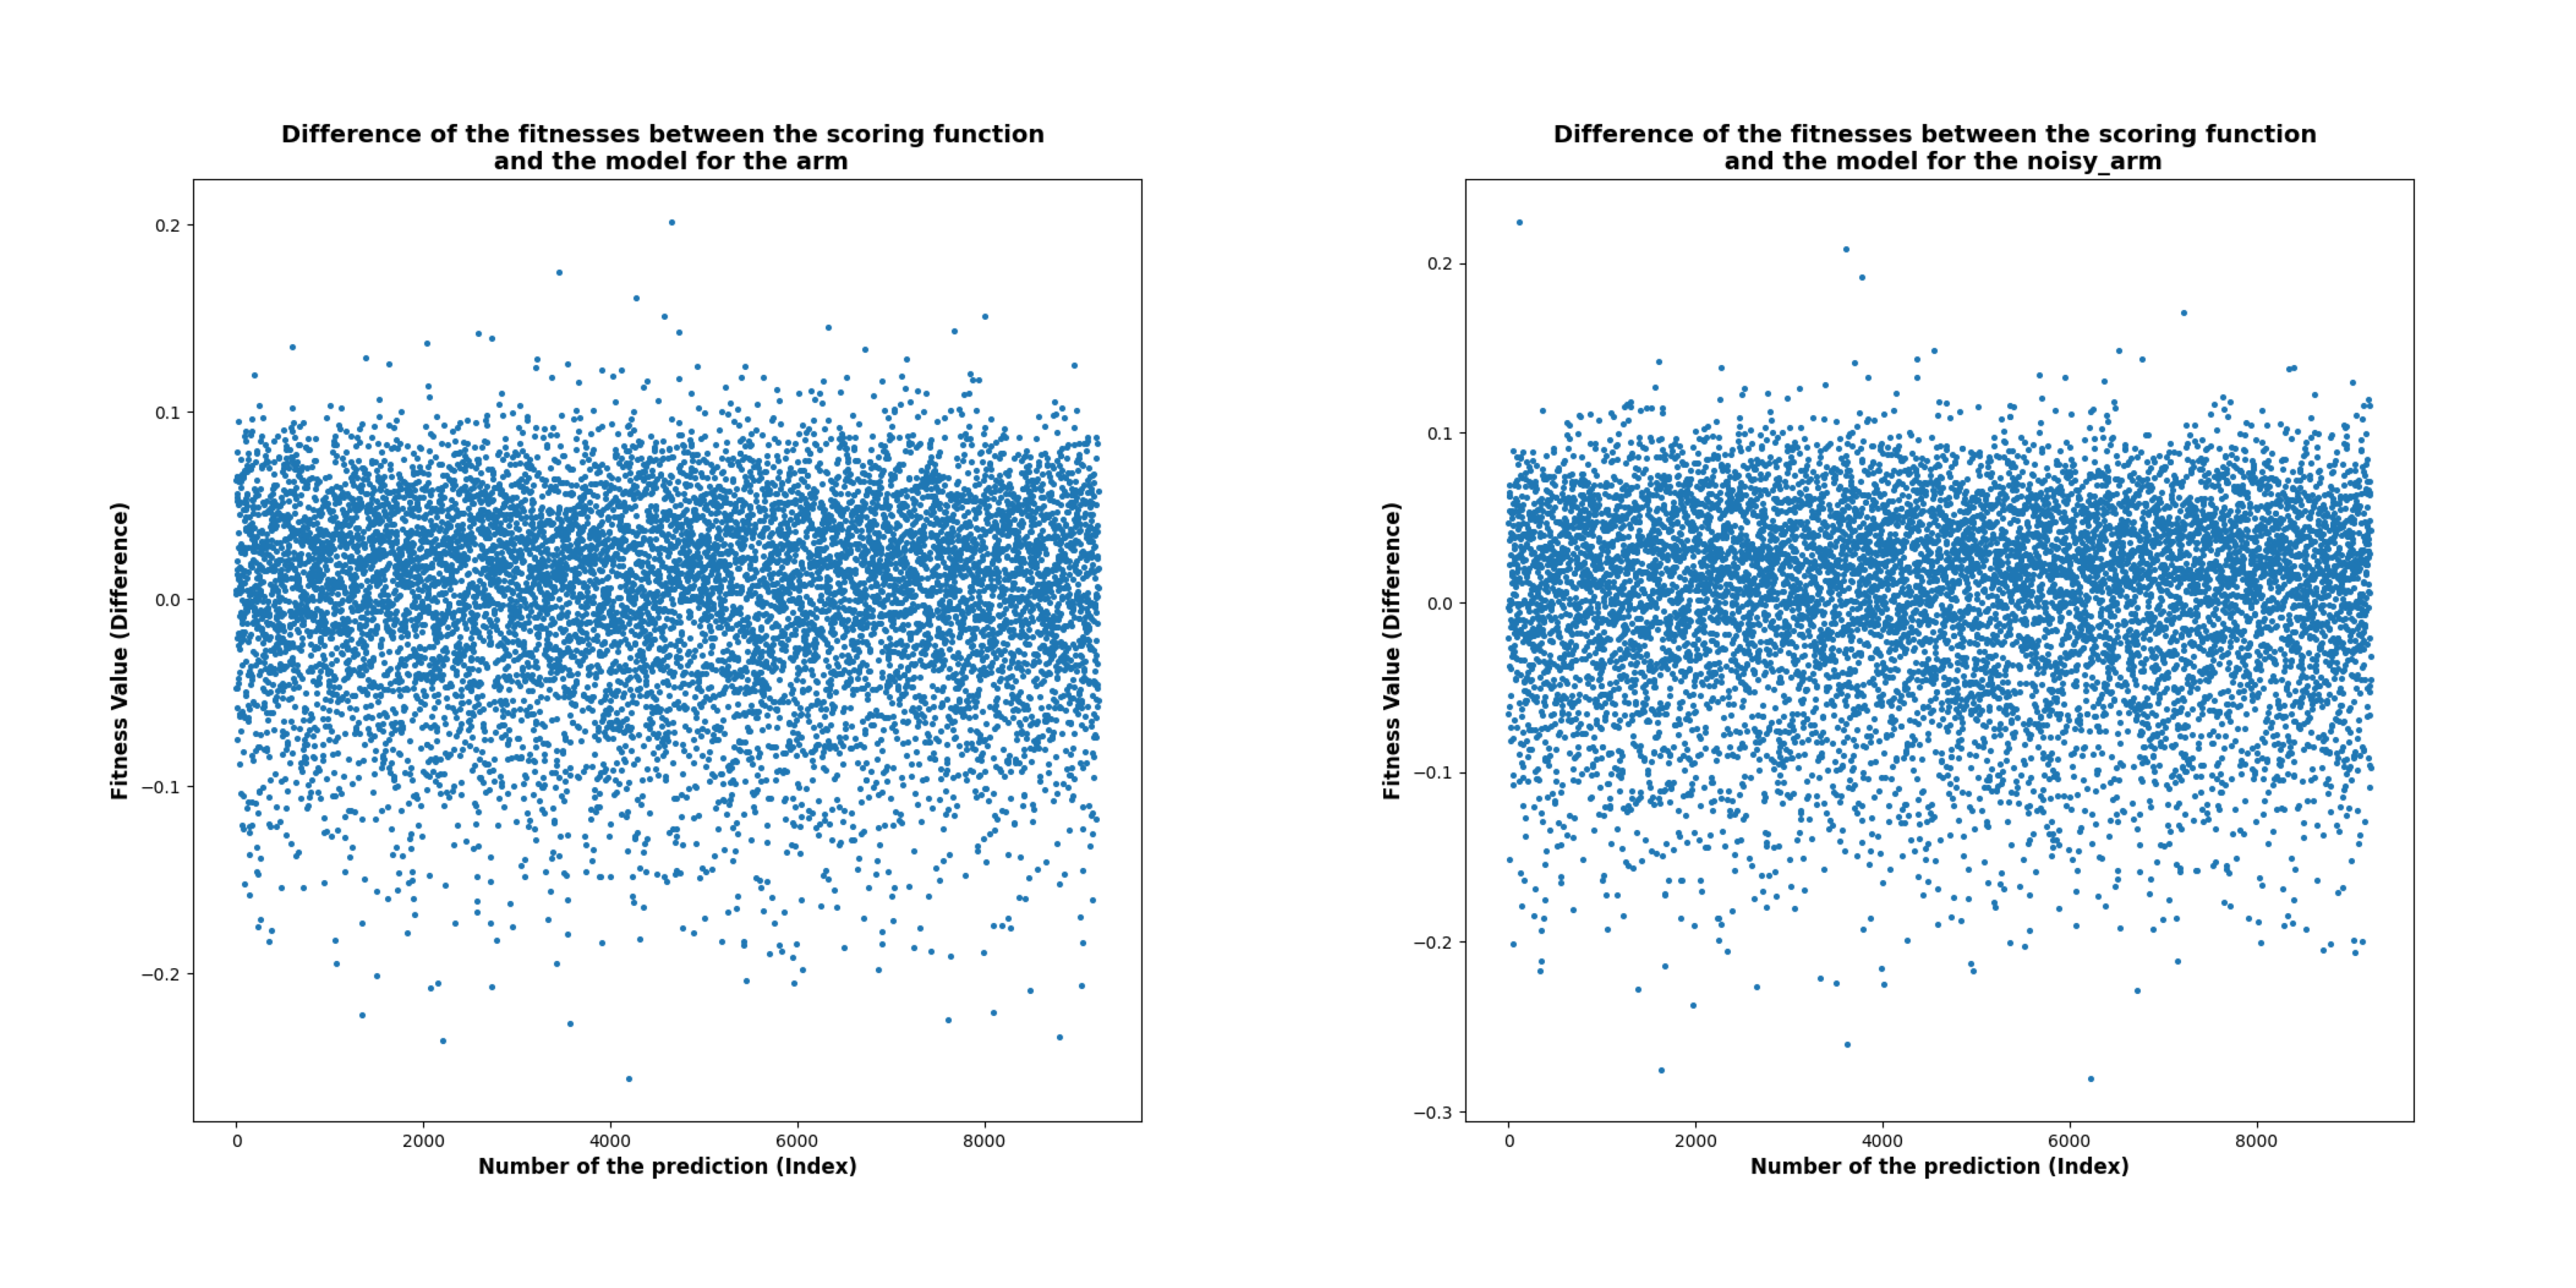 Difference of the fitnesses between the scoring function
and the model for the arm
0.2
0.1
0.0
−0.1
−0.2
Fitness Value (Difference)
0 2000 4000 6000 8000
Number of the prediction (Index)
Difference of the fitnesses between the scoring function
and the model for the noisy_arm
0.2
0.1
0.0
−0.1
−0.2
−0.3
Fitness Value (Difference)
0 2000 4000 6000 8000
Number of the prediction (Index)